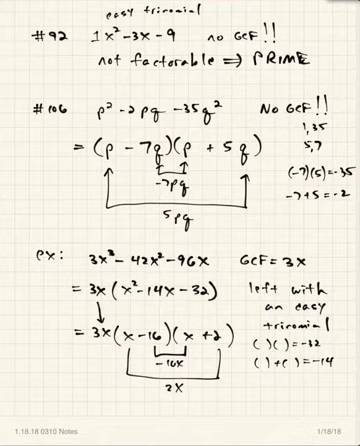 easy trinomial
#92 1x² -3x - 9 no GCF!!
not factorable ⇒ PRIME
#106 p² - 2pq - 35q² No GCF!!
1,35
= (p - 7q)(p + 5q) 5,7
-7pq (-7)(5) = -35
-7+5 = -2
5pq
ex: 3x³ - 42x² - 96x GCF = 3x
= 3x(x² - 14x - 32) left with
an easy
trinomial
= 3x(x - 16)(x + 2) ( )( ) = -32
-16x ( )+( ) = -14
2x
1.18.18 0310 Notes 1/18/18